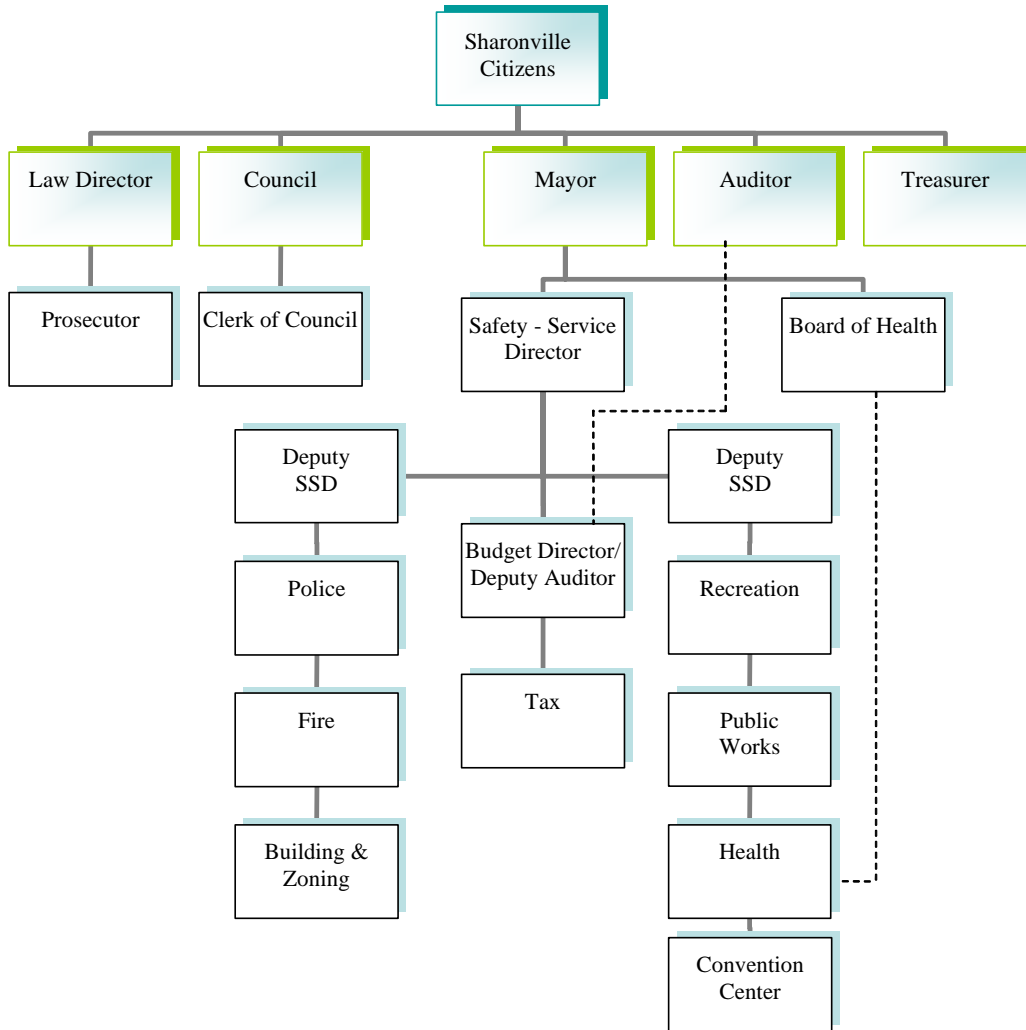 Sharonville
Citizens
Law Director
Council
Mayor
Auditor
Treasurer
Prosecutor
Clerk of Council
Safety - Service
Director
Board of Health
Deputy
SSD
Deputy
SSD
Budget Director/
Deputy Auditor
Police
Recreation
Tax
Fire
Public
Works
Building &
Zoning
Health
Convention
Center